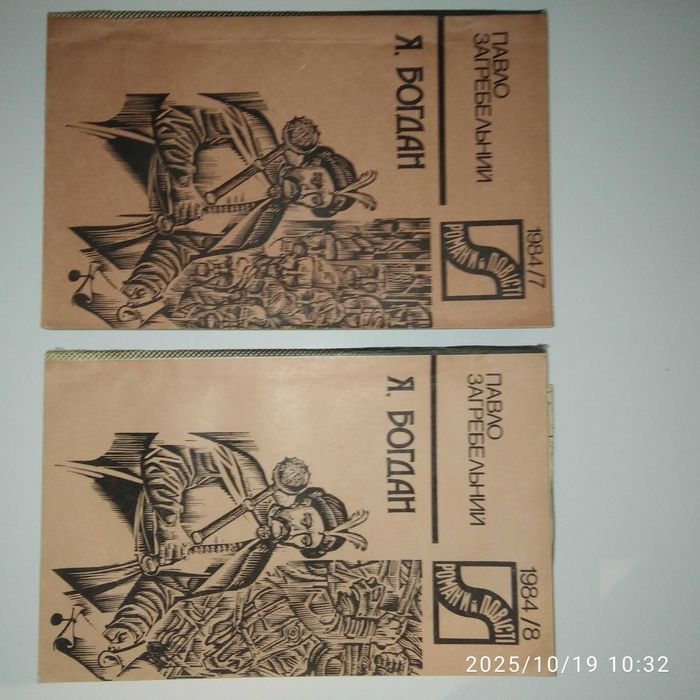 ПАВЛО
ЗАГРЕБЕЛЬНИЙ
Я, БОГДАН
1984/7
РОМАНИ й ПОВІСТІ
ПАВЛО
ЗАГРЕБЕЛЬНИЙ
Я, БОГДАН
1984/8
РОМАНИ й ПОВІСТІ
2025/10/19 10:32